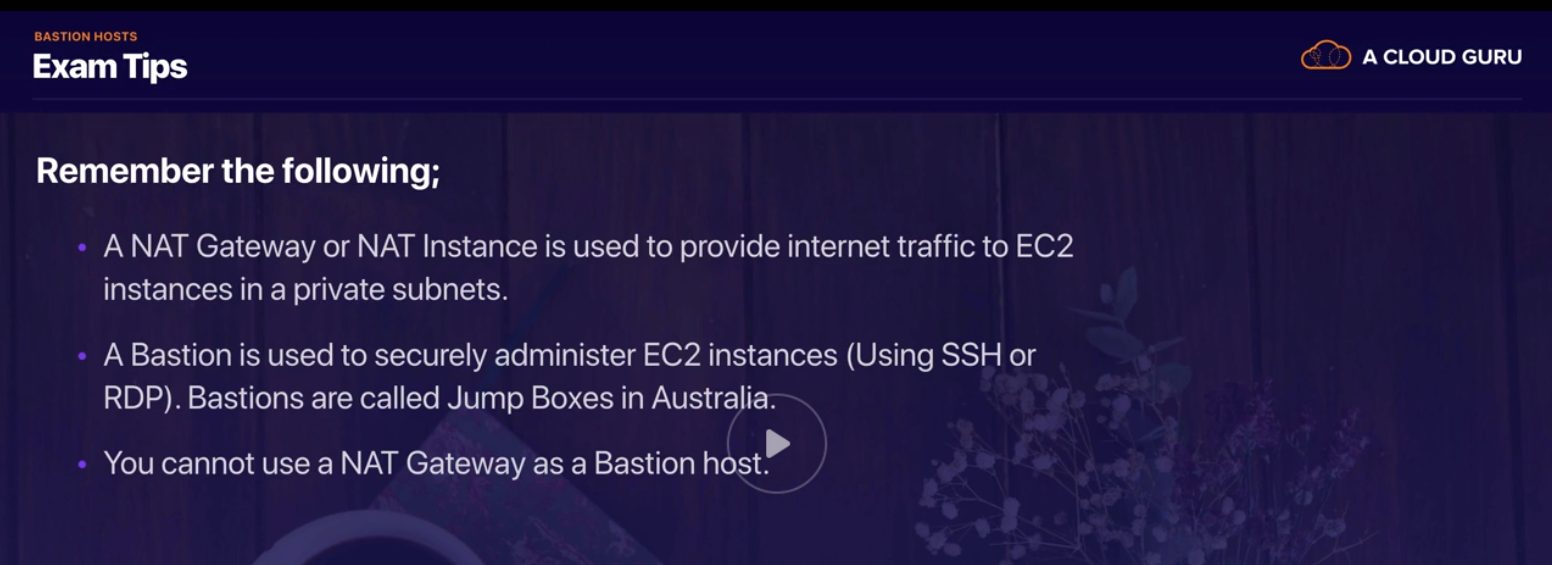 BASTION HOSTS
Exam Tips
A CLOUD GURU
Remember the following;
• A NAT Gateway or NAT Instance is used to provide internet traffic to EC2
instances in a private subnets.
• A Bastion is used to securely administer EC2 instances (Using SSH or
RDP). Bastions are called Jump Boxes in Australia.
• You cannot use a NAT Gateway as a Bastion host.